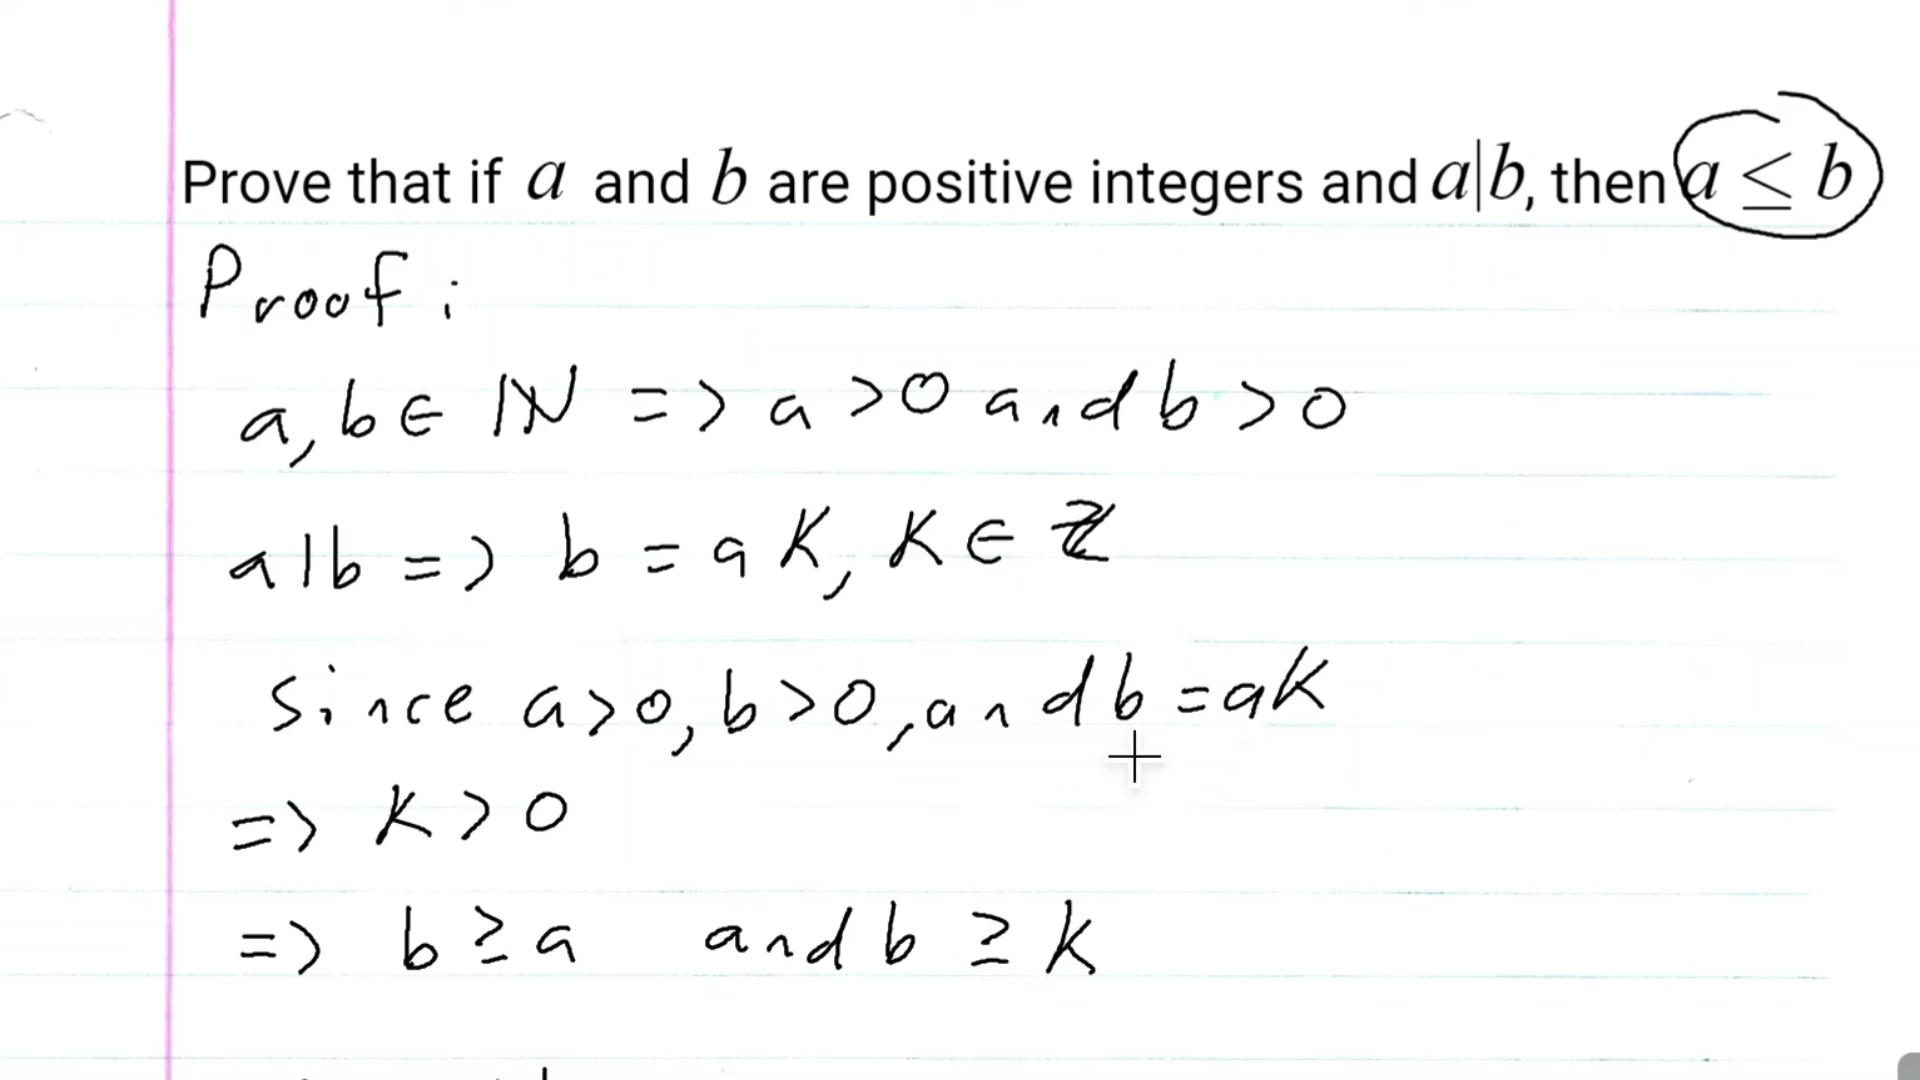 Prove that if a and b are positive integers and a|b, then a ≤ b
Proof:
a, b ∈ ℕ => a > 0 and b > 0
a|b => b = aK, K ∈ ℤ
Since a > 0, b > 0, and b = aK
=> K > 0
=> b ≥ a and b ≥ K